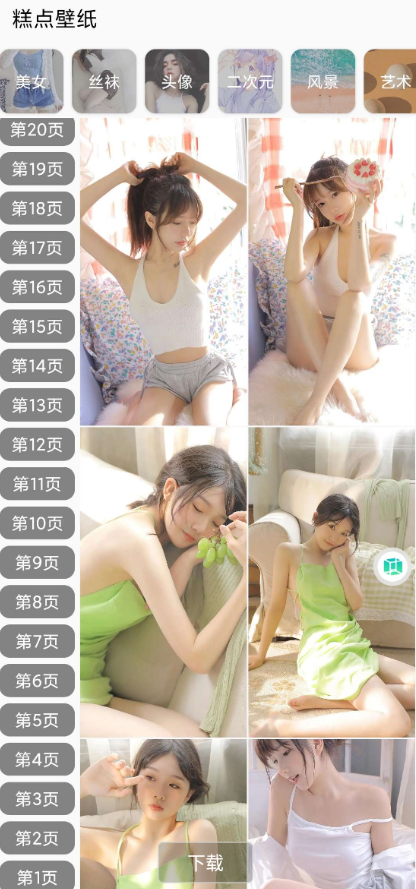 糕点壁纸
美女
丝袜
头像
二次元
风景
艺术
第20页
第19页
第18页
第17页
第16页
第15页
第14页
第13页
第12页
第11页
第10页
第9页
第8页
第7页
第6页
第5页
第4页
第3页
第2页
第1页
下载